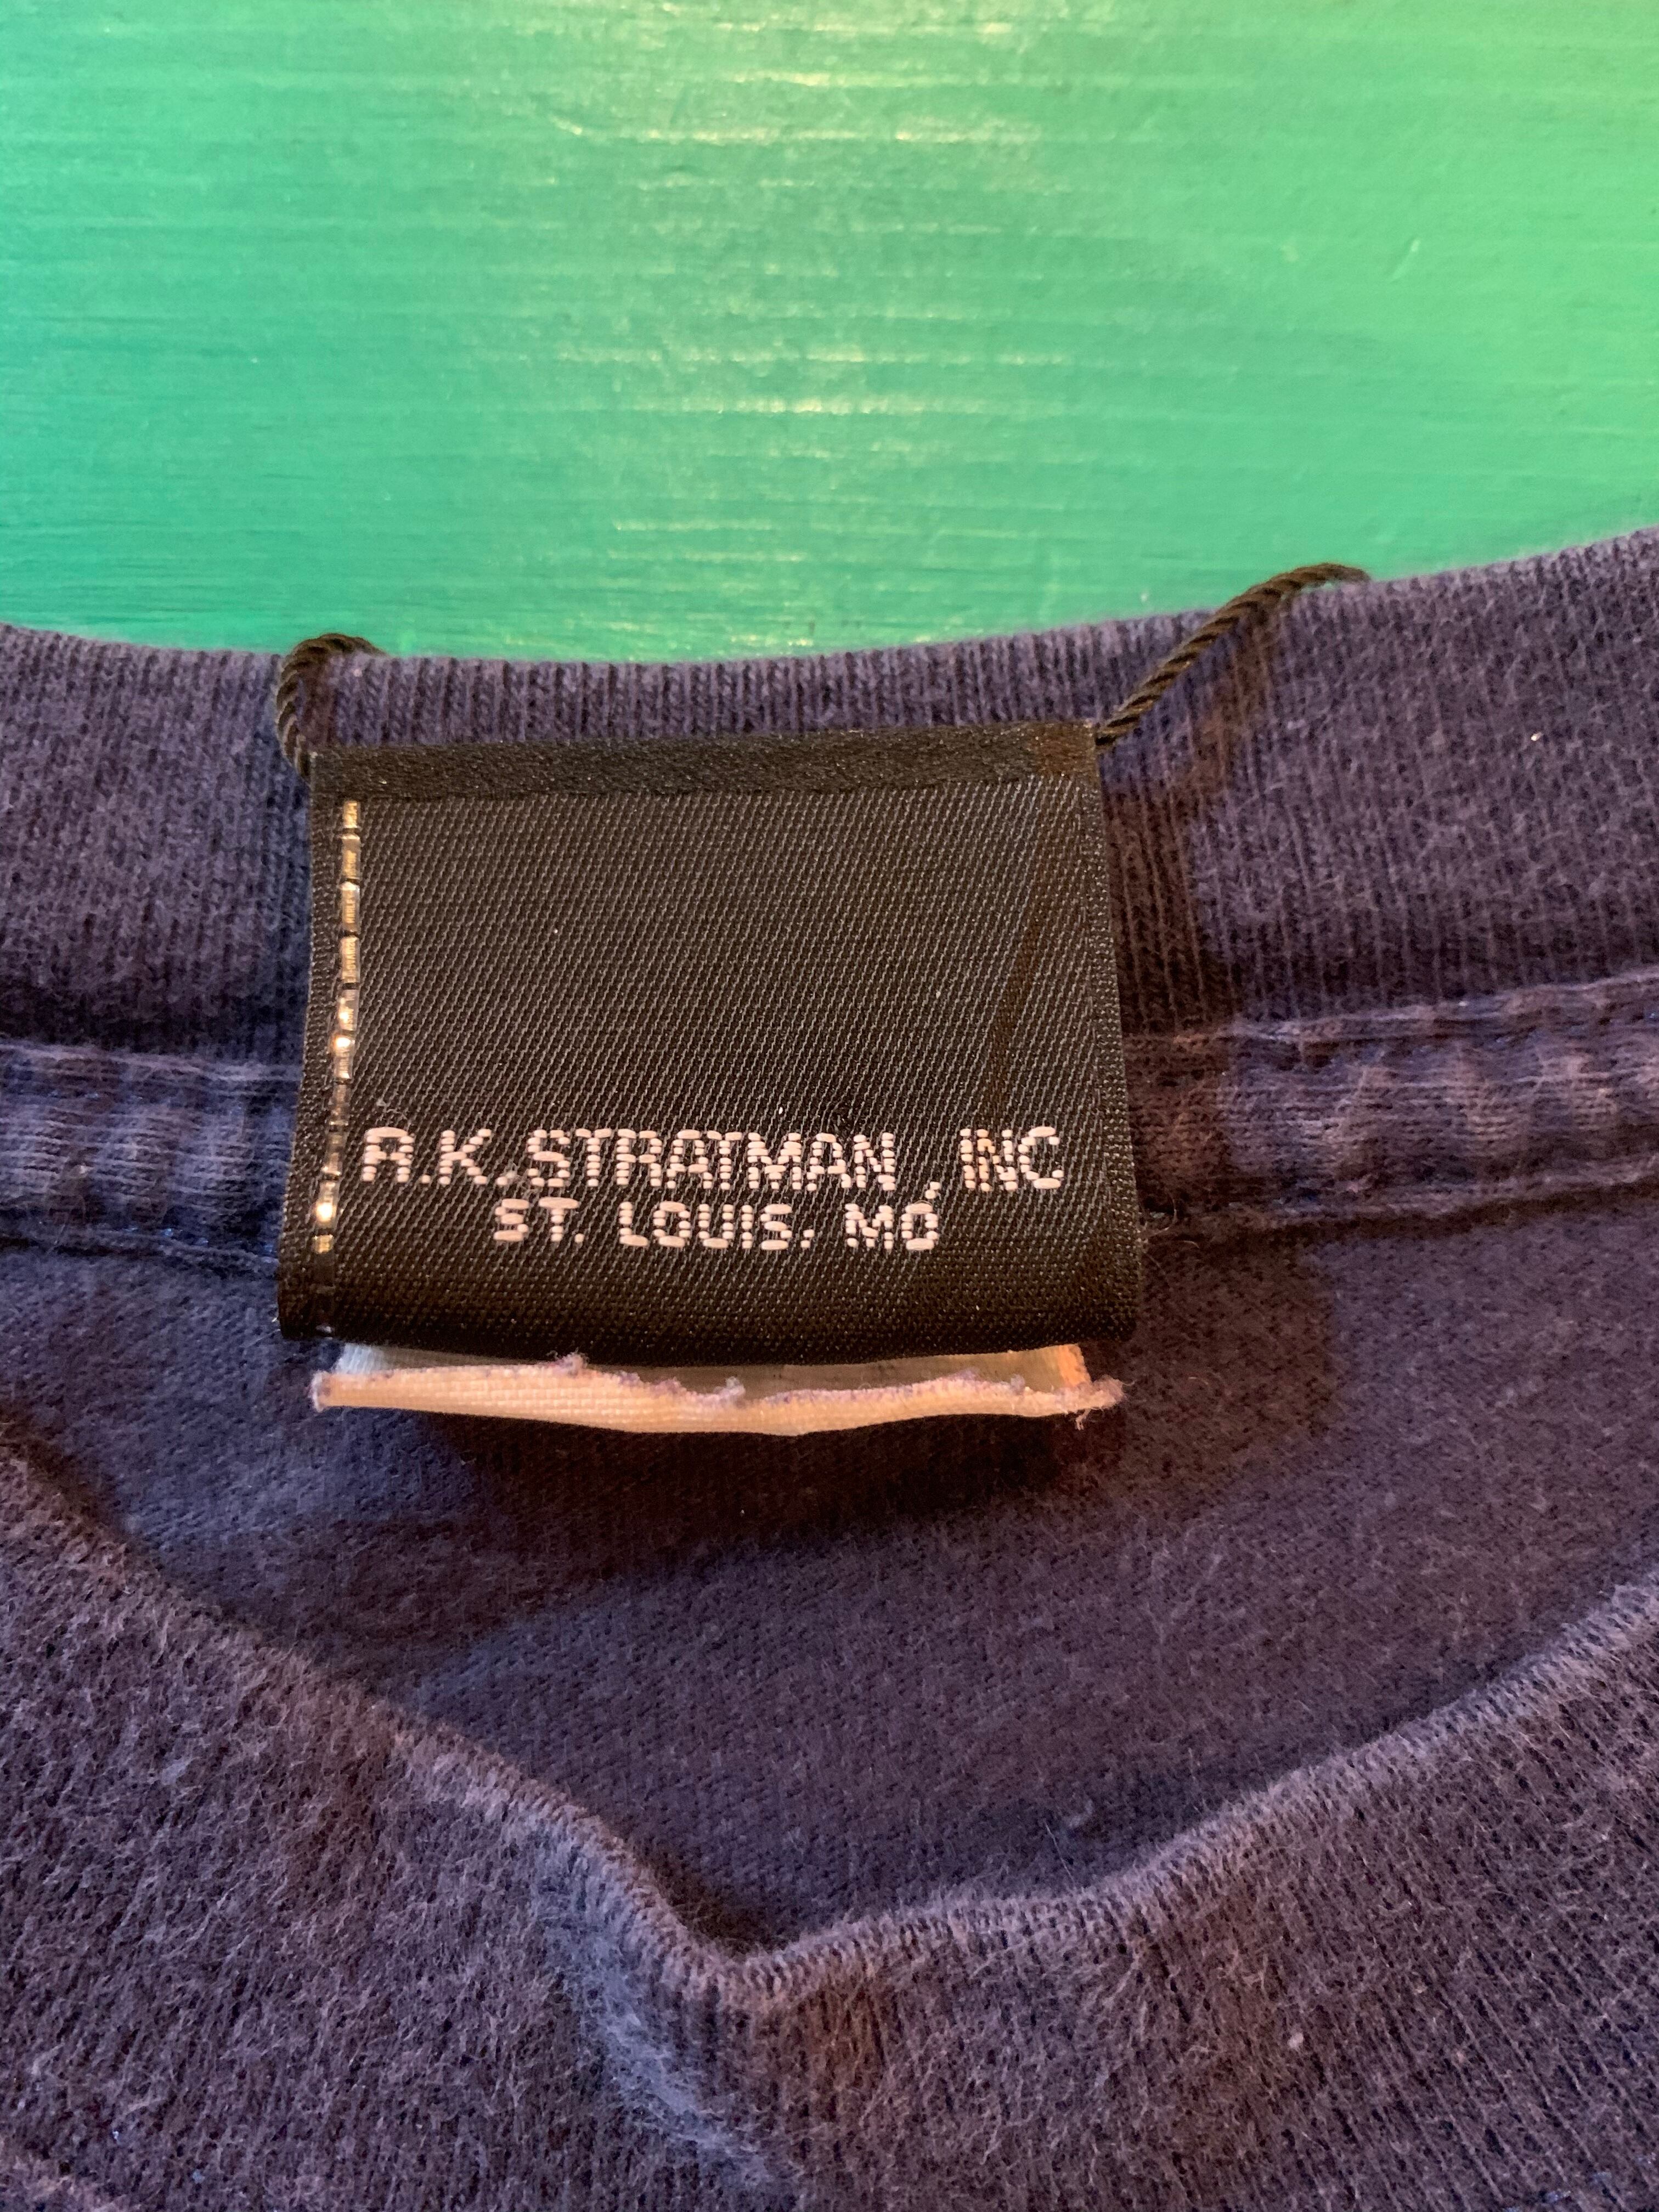 R.K.STRATMAN, INC
ST. LOUIS, MO